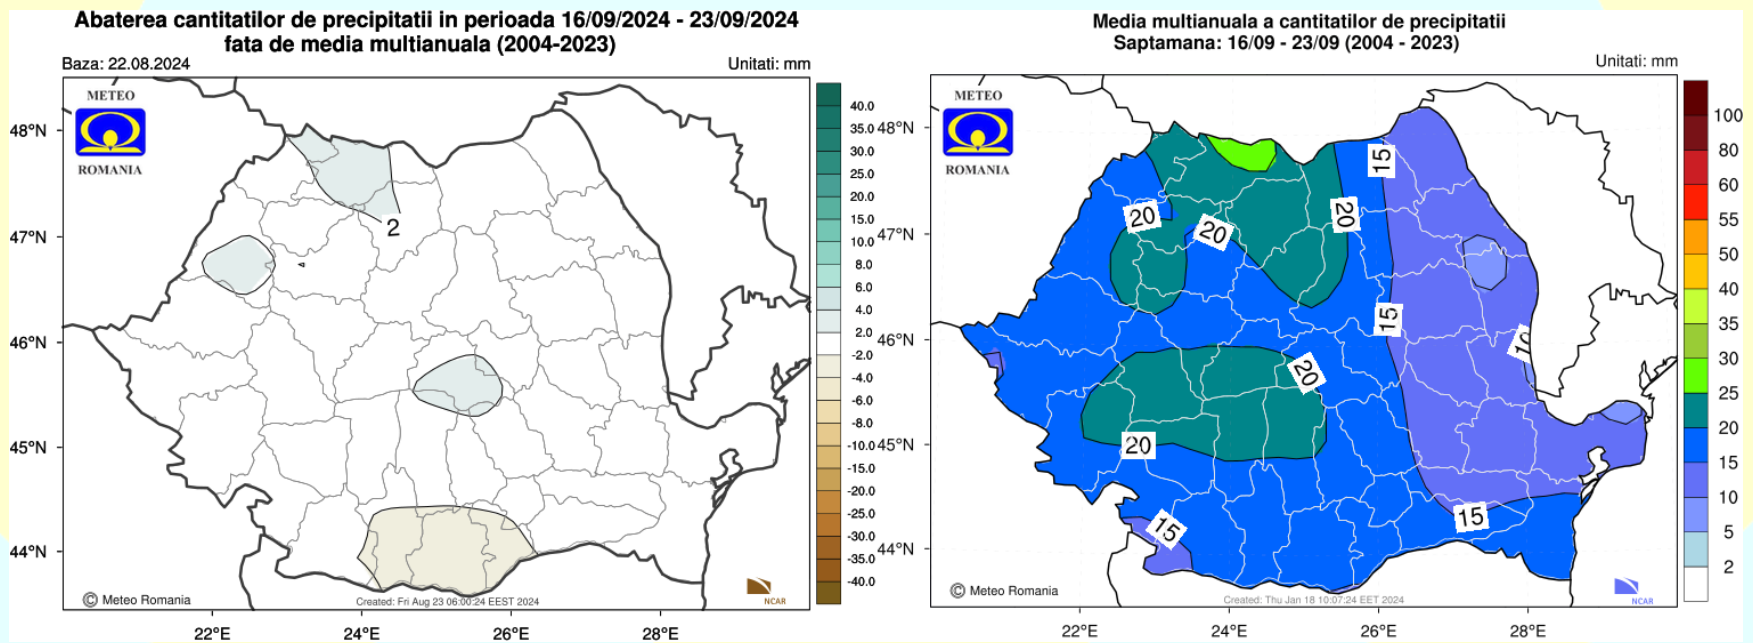 Abaterea cantitatilor de precipitatii in perioada 16/09/2024 - 23/09/2024
fata de media multianuala (2004-2023)
Baza: 22.08.2024
Unitati: mm
METEO
ROMANIA
48°N
47°N
46°N
45°N
44°N
2
40.0
35.0
30.0
25.0
20.0
15.0
10.0
8.0
6.0
4.0
2.0
-2.0
-4.0
-6.0
-8.0
-10.0
-15.0
-20.0
-25.0
-30.0
-35.0
-40.0
© Meteo Romania
Created: Fri Aug 23 06:00:24 EEST 2024
NCAR
22°E
24°E
26°E
28°E
Media multianuala a cantitatilor de precipitatii
Saptamana: 16/09 - 23/09 (2004 - 2023)
Unitati: mm
METEO
ROMANIA
48°N
47°N
46°N
45°N
44°N
15
20
20
20
15
10
20
20
15
15
100
80
60
55
50
40
35
30
25
20
15
10
5
2
© Meteo Romania
Created: Thu Jan 18 10:07:24 EET 2024
NCAR
22°E
24°E
26°E
28°E